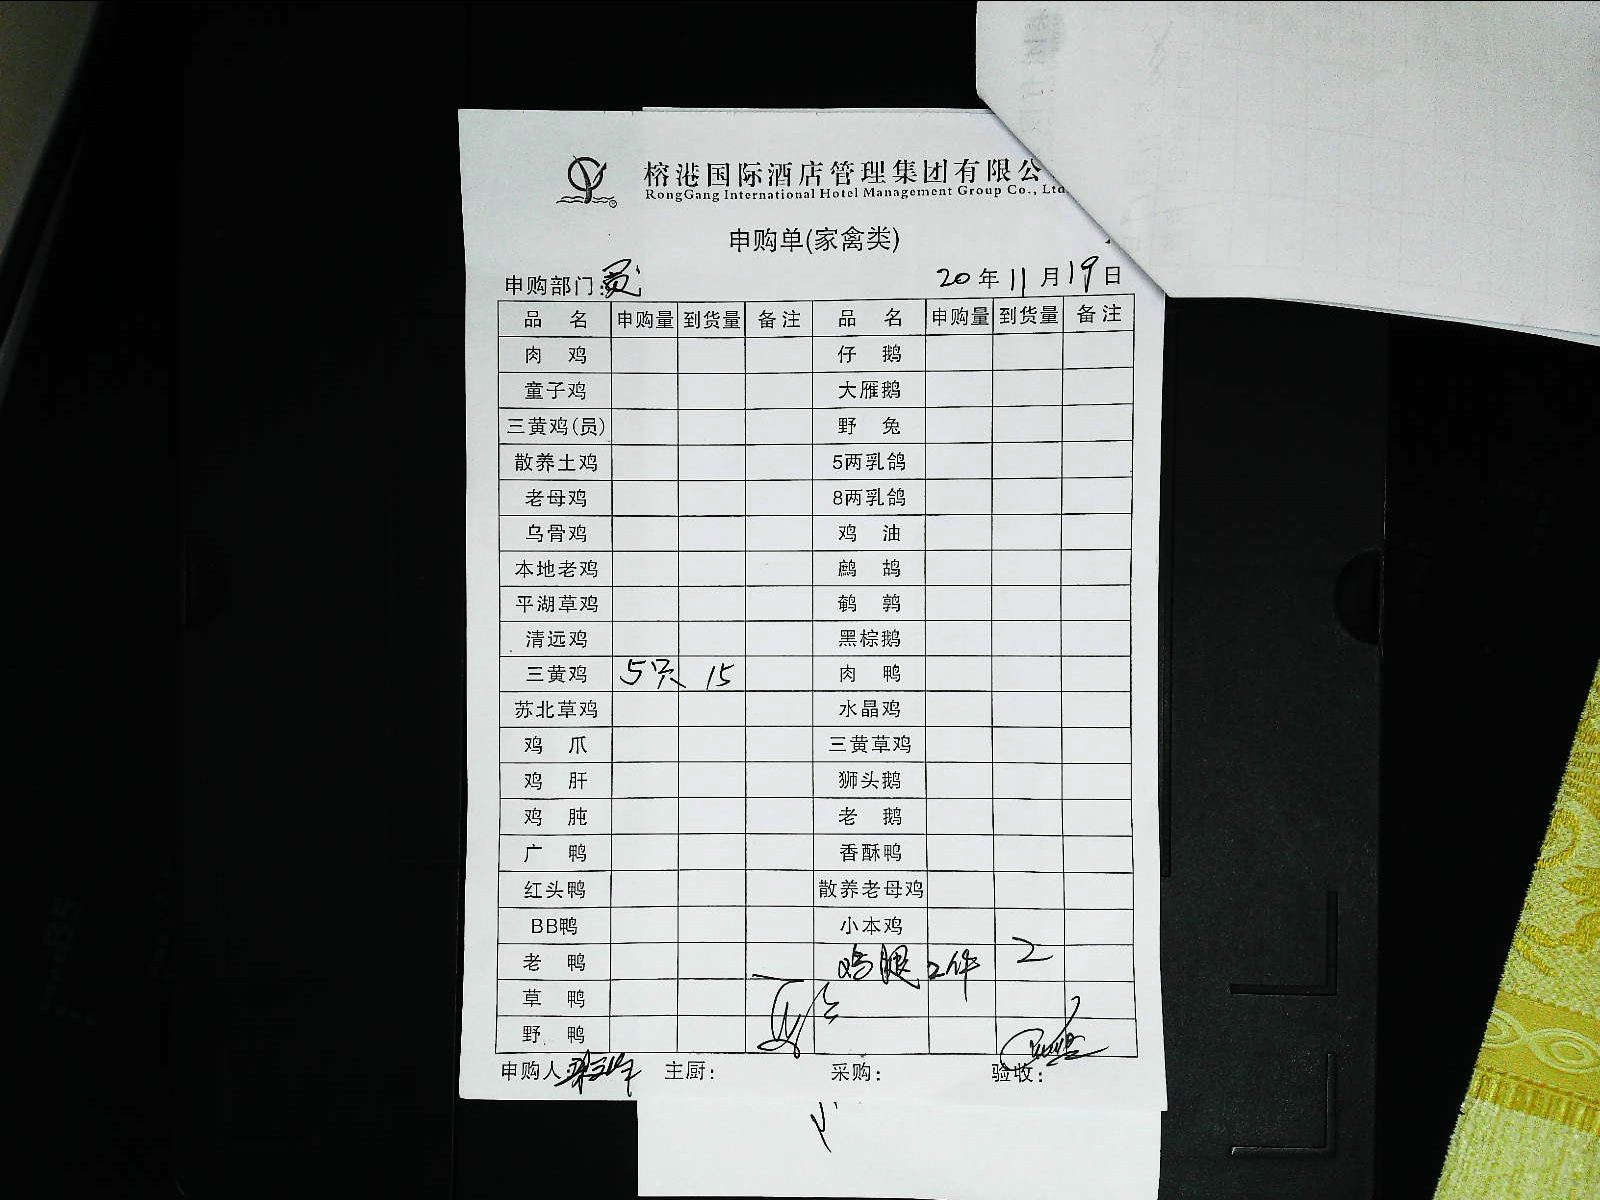 榕港国际酒店管理集团有限公
RongGang International Hotel Management Group Co., Ltd
申购单(家禽类)
申购部门: 员 20年11月19日
品名 申购量 到货量 备注 品名 申购量 到货量 备注
肉鸡 仔鹅
童子鸡 大雁鹅
三黄鸡(员) 野兔
散养土鸡 5两乳鸽
老母鸡 8两乳鸽
乌骨鸡 鸡油
本地老鸡 鹧鸪
平湖草鸡 鹌鹑
清远鸡 黑棕鹅
三黄鸡 5只 15 肉鸭
苏北草鸡 水晶鸡
鸡爪 三黄草鸡
鸡肝 狮头鹅
鸡肫 老鹅
广鸭 香酥鸭
红头鸭 散养老母鸡
BB鸭 小本鸡
老鸭 鸡腿 2件 2
草鸭
野鸭
申购人: 主厨: 采购: 验收: